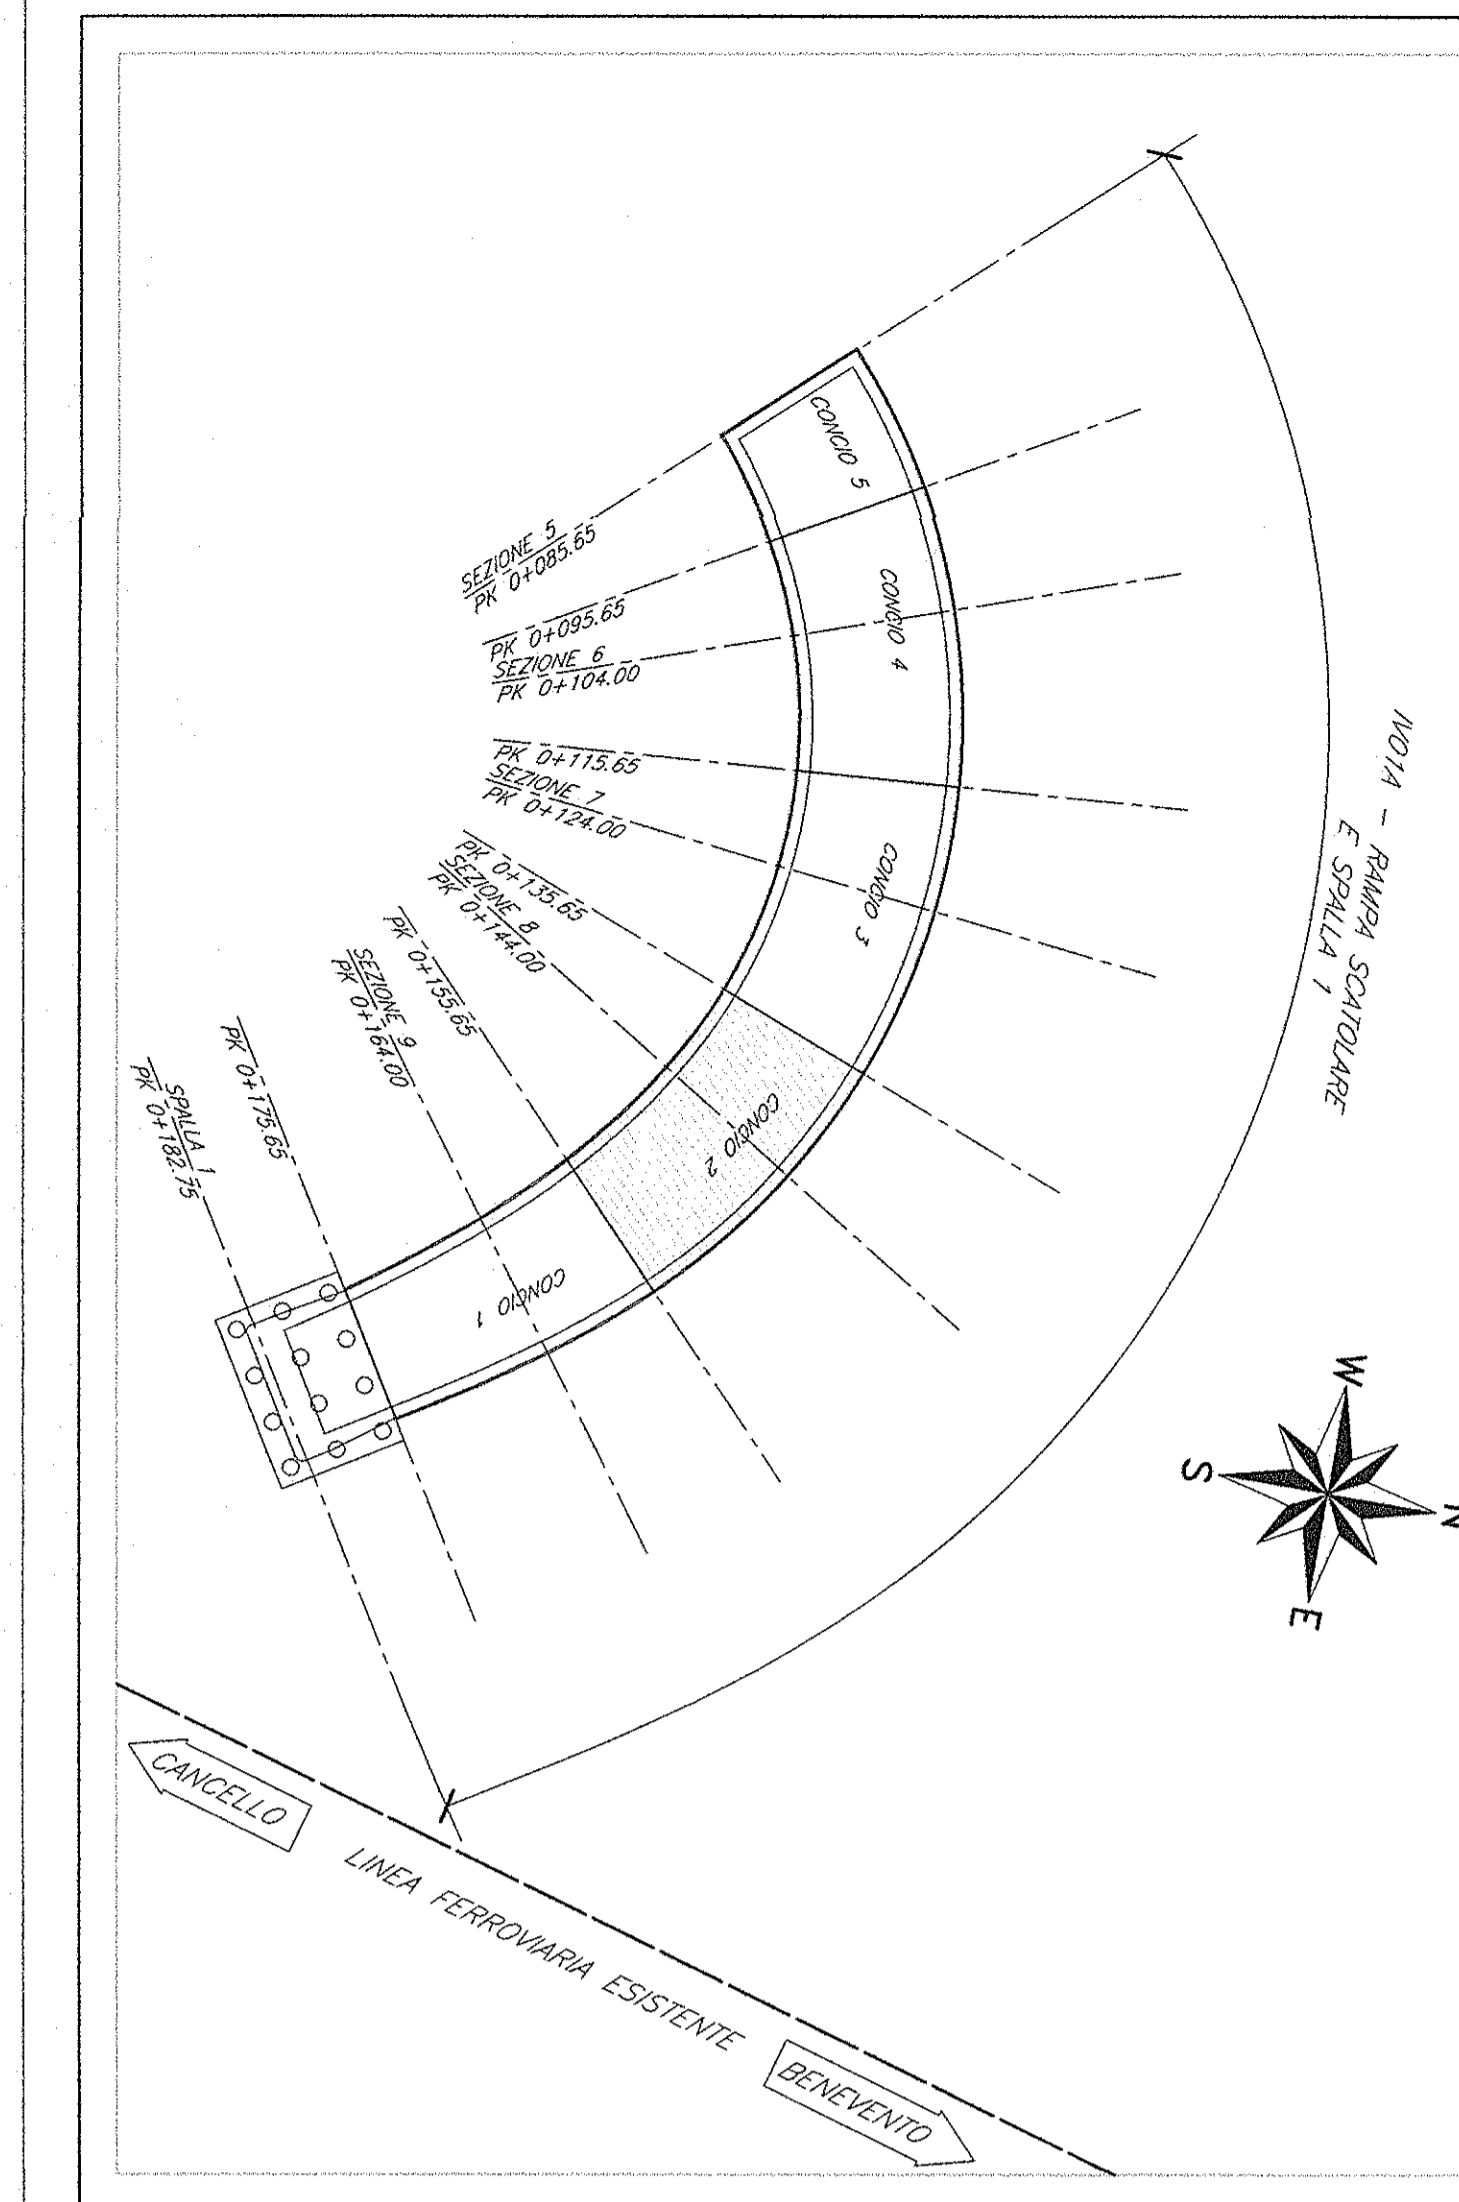 IV01A - RAMPA SCATOLARE
E SPALLA 1
CONCIO 5
CONCIO 4
CONCIO 3
CONCIO 2
CONCIO 1
SEZIONE 5
PK 0+085.65
PK 0+095.65
SEZIONE 6
PK 0+104.00
PK 0+115.65
SEZIONE 7
PK 0+124.00
PK 0+135.65
SEZIONE 8
PK 0+144.00
PK 0+155.65
SEZIONE 9
PK 0+164.00
PK 0+175.65
SPALLA 1
PK 0+182.75
W
S
N
E
CANCELLO
LINEA FERROVIARIA ESISTENTE
BENEVENTO